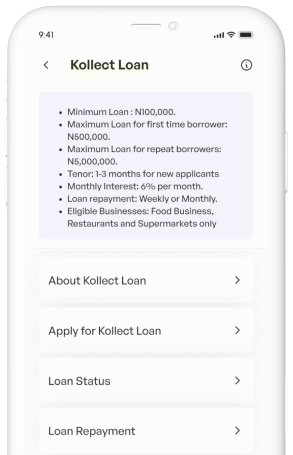 9:41
Kollect Loan
• Minimum Loan : N100,000.
• Maximum Loan for first time borrower:
N500,000.
• Maximum Loan for repeat borrowers:
N5,000,000.
• Tenor: 1-3 months for new applicants
• Monthly Interest: 6% per month.
• Loan repayment: Weekly or Monthly.
• Eligible Businesses: Food Business,
Restaurants and Supermarkets only
About Kollect Loan
Apply for Kollect Loan
Loan Status
Loan Repayment